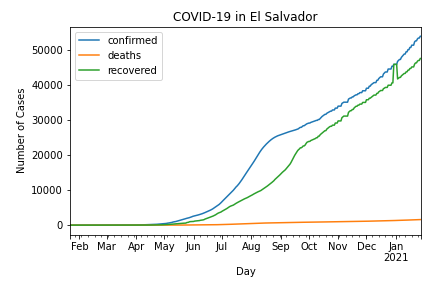 COVID-19 in El Salvador
confirmed
deaths
recovered
Number of Cases
50000
40000
30000
20000
10000
0
Feb Mar Apr May Jun Jul Aug Sep Oct Nov Dec Jan
2021
Day